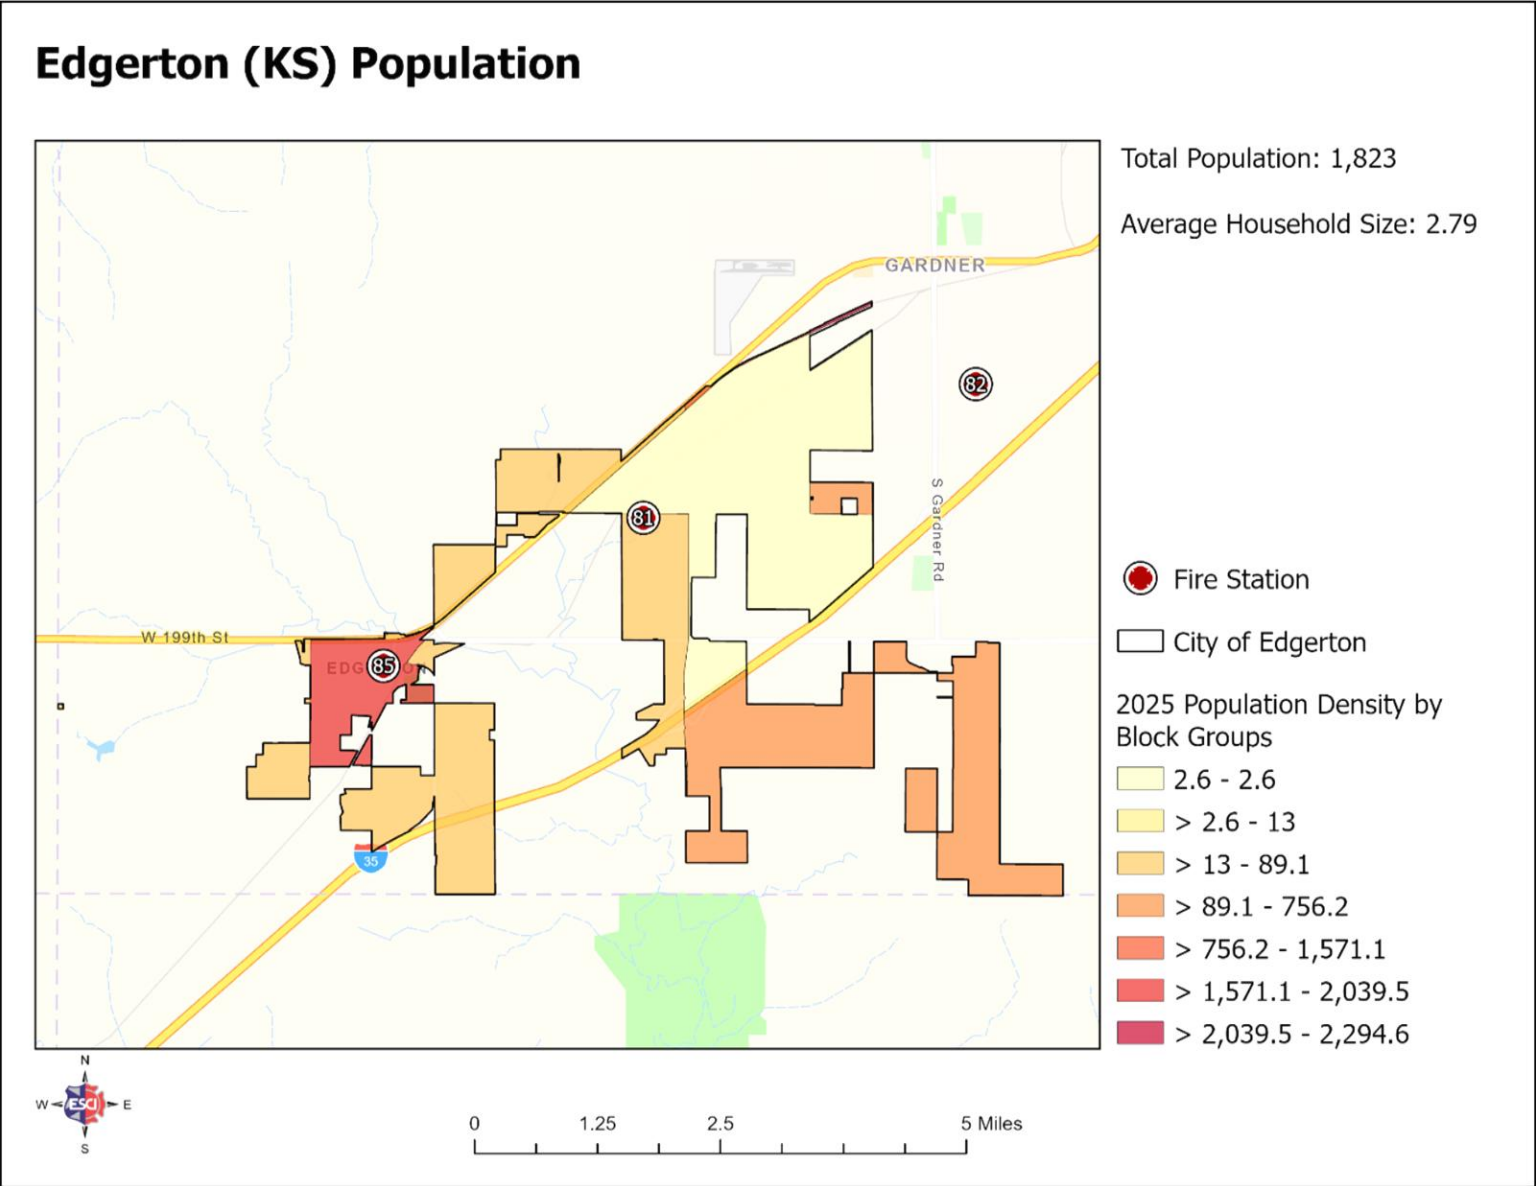 Edgerton (KS) Population
Total Population: 1,823
Average Household Size: 2.79
GARDNER
82
S Gardner Rd
81
W 199th St
EDGERTON
85
35
Fire Station
City of Edgerton
2025 Population Density by
Block Groups
2.6 - 2.6
> 2.6 - 13
> 13 - 89.1
> 89.1 - 756.2
> 756.2 - 1,571.1
> 1,571.1 - 2,039.5
> 2,039.5 - 2,294.6
N
W ESCI E
S
0 1.25 2.5 5 Miles